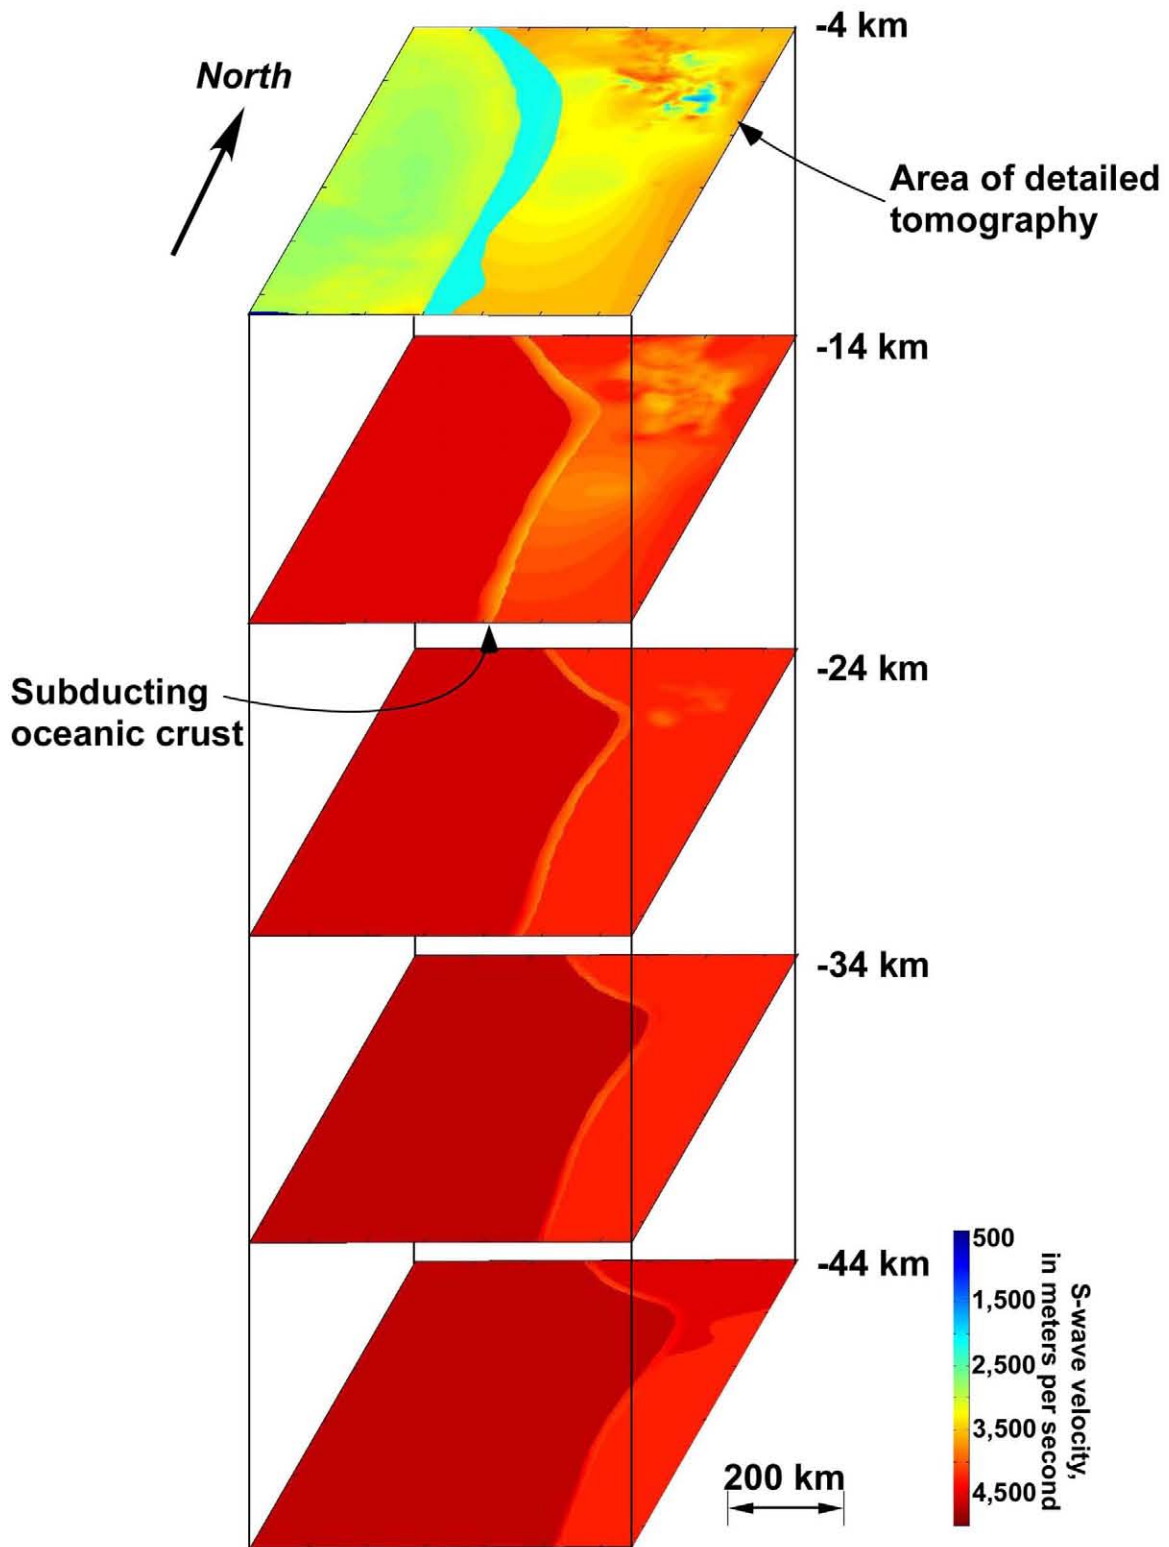 -4 km
North
Area of detailed
tomography
-14 km
-24 km
Subducting
oceanic crust
-34 km
-44 km
500
1,500
2,500
3,500
4,500
S-wave velocity,
in meters per second
200 km